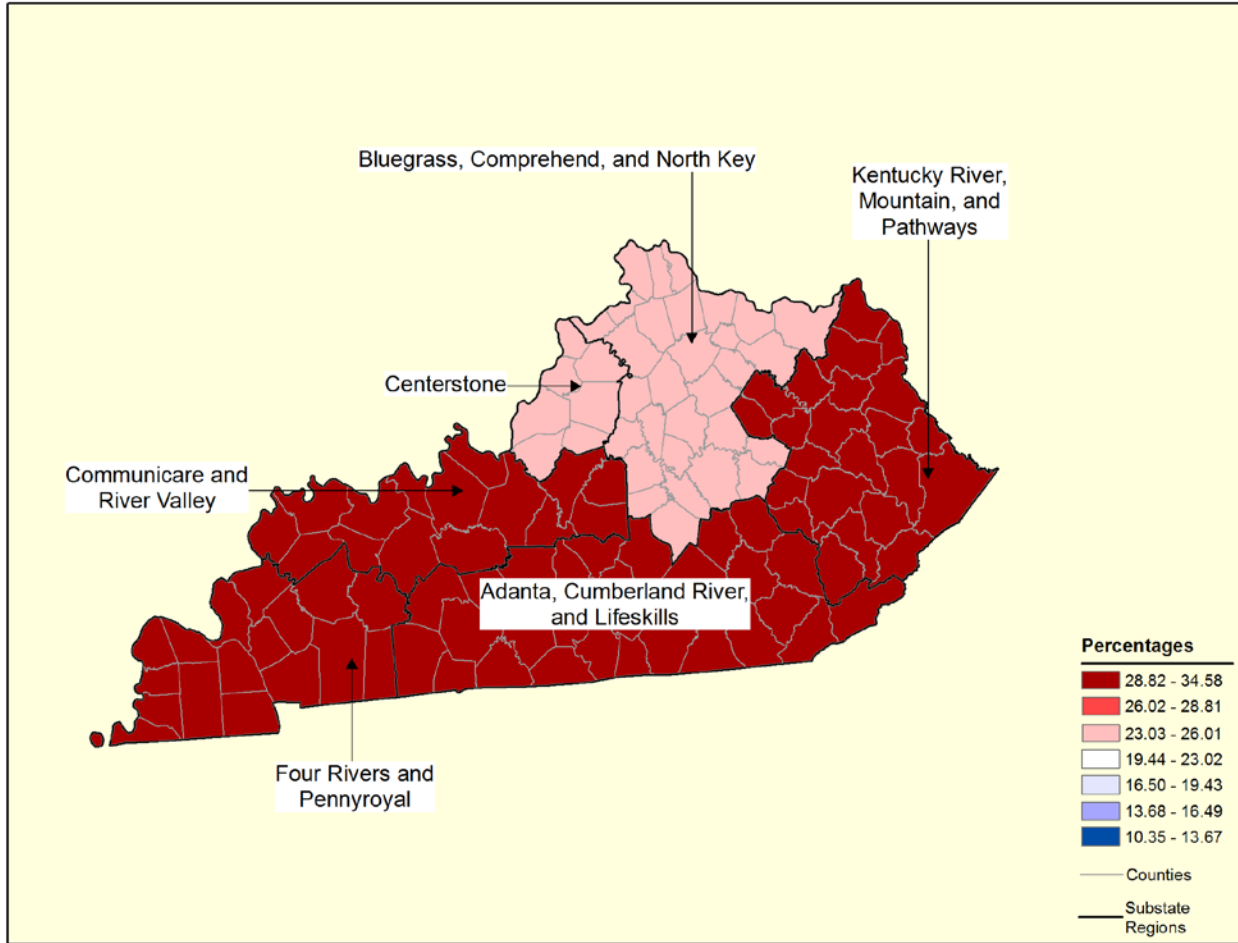 Bluegrass, Comprehend, and North Key
Kentucky River,
Mountain, and
Pathways
Centerstone
Communicare and
River Valley
Adanta, Cumberland River,
and Lifeskills
Four Rivers and
Pennyroyal
Percentages
28.82 - 34.58
26.02 - 28.81
23.03 - 26.01
19.44 - 23.02
16.50 - 19.43
13.68 - 16.49
10.35 - 13.67
Counties
Substate
Regions